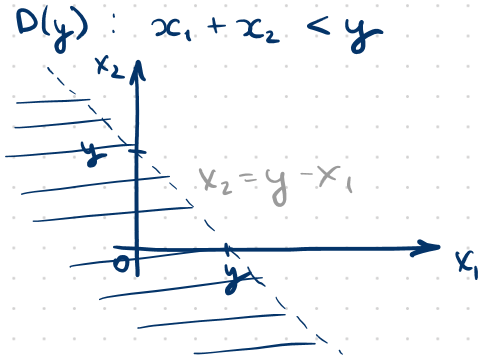 D(y) : x₁ + x₂ < y
x₂
y
x₂ = y - x₁
0
y
x₁